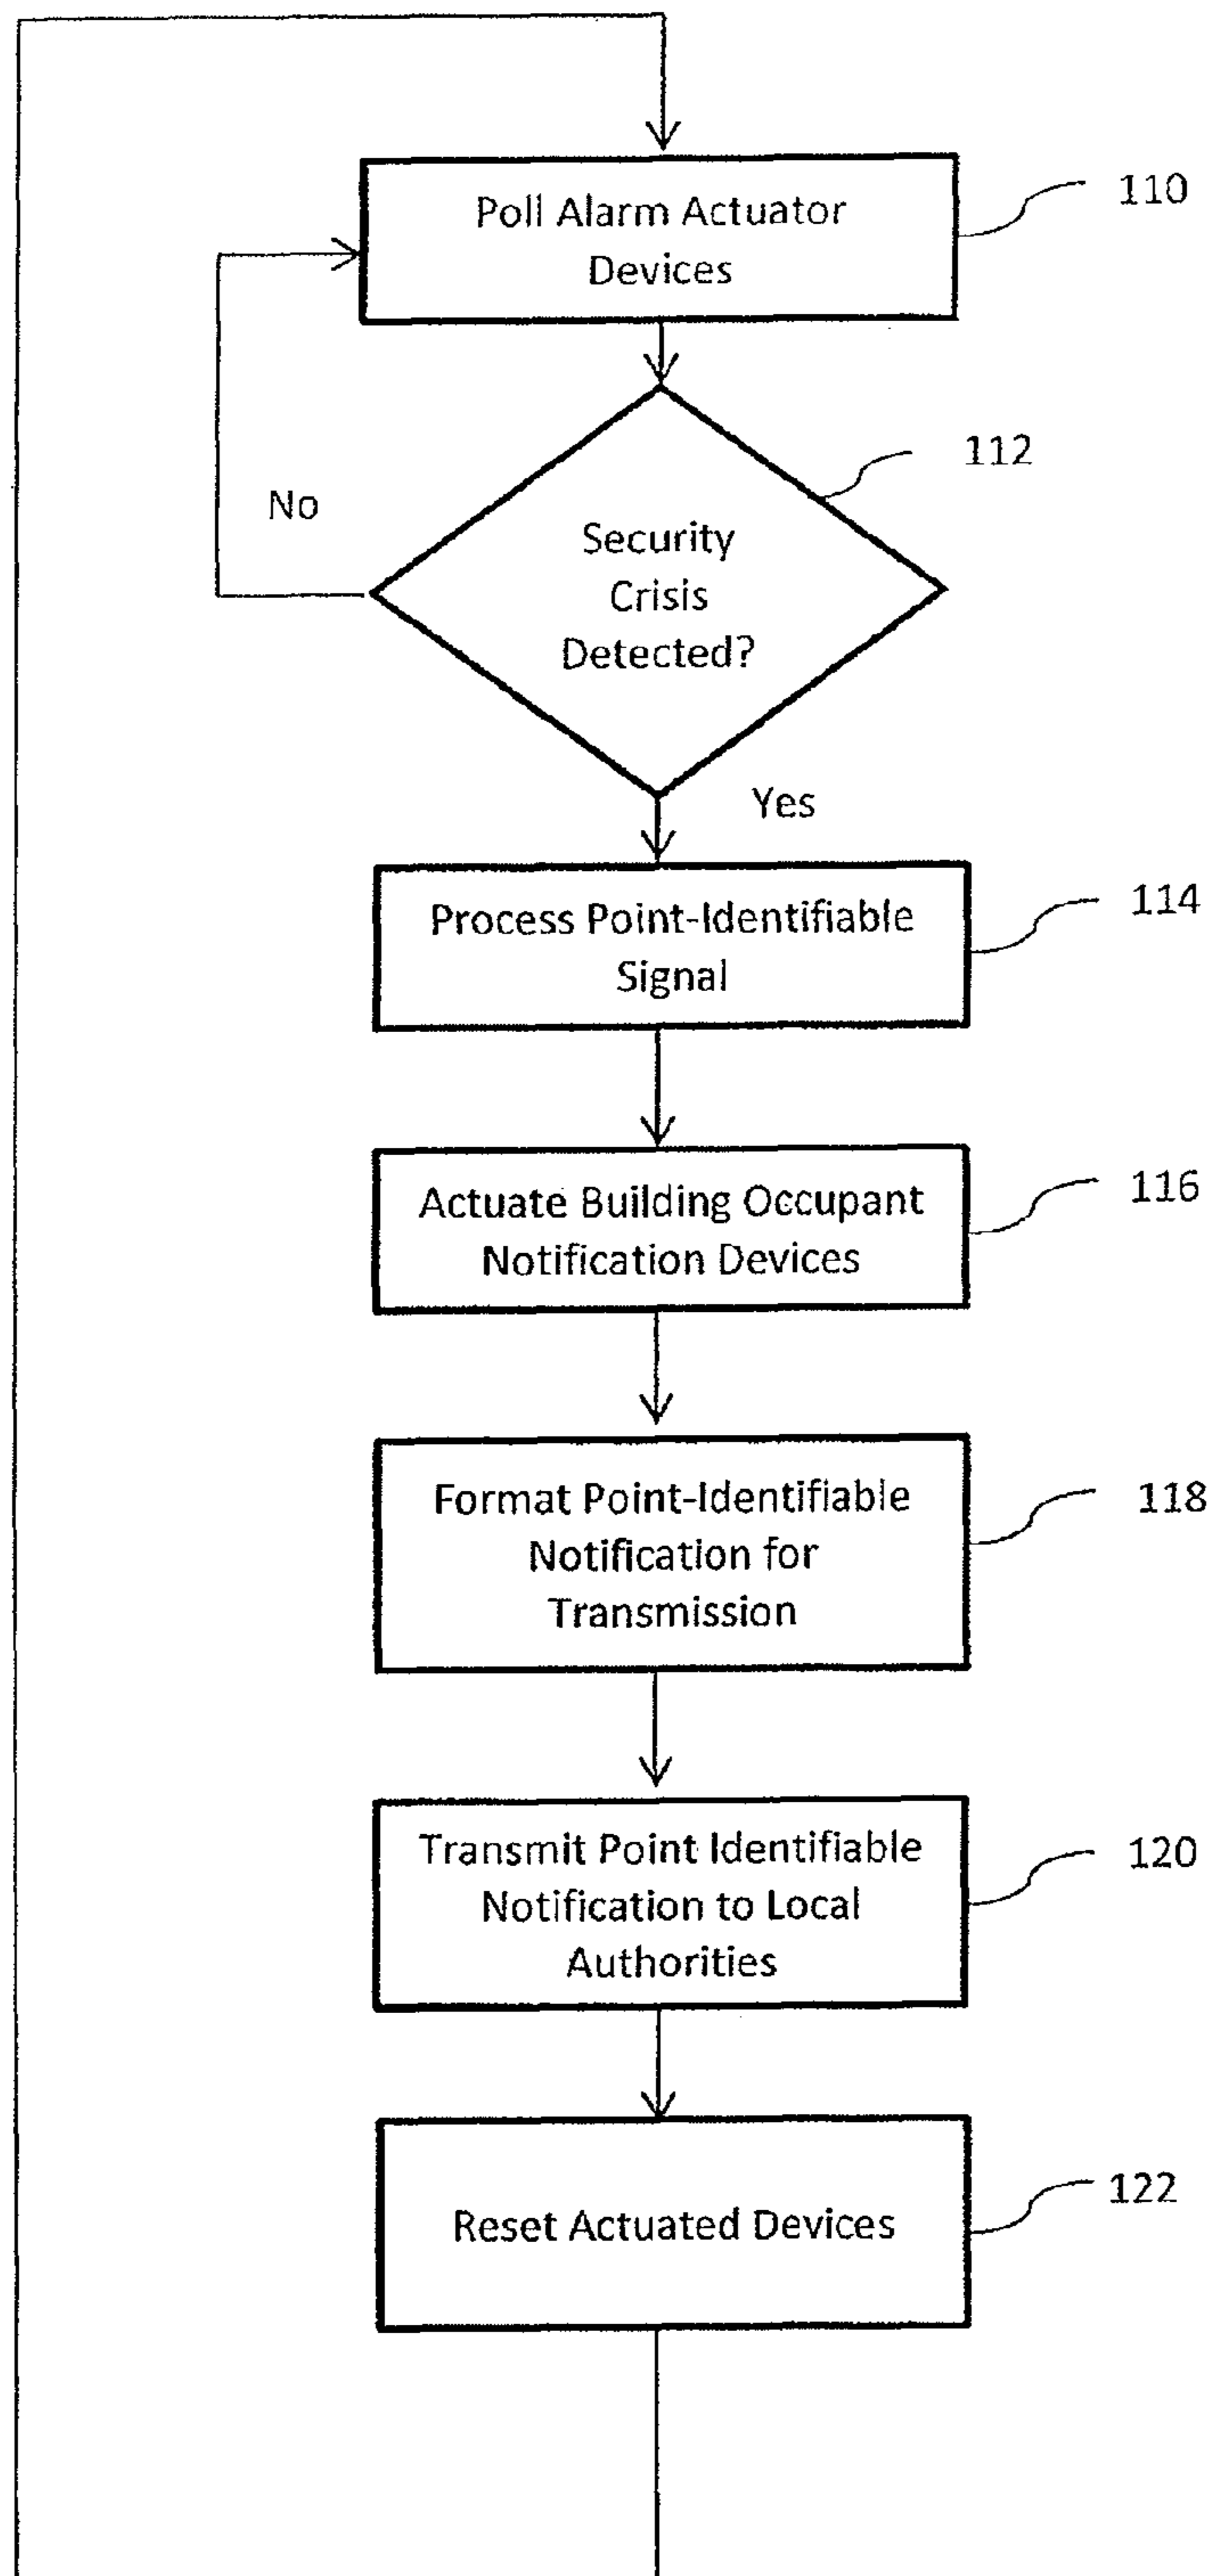 Poll Alarm Actuator
Devices
110
112
No
Security
Crisis
Detected?
Yes
Process Point-Identifiable
Signal
114
Actuate Building Occupant
Notification Devices
116
Format Point-Identifiable
Notification for
Transmission
118
Transmit Point Identifiable
Notification to Local
Authorities
120
Reset Actuated Devices
122